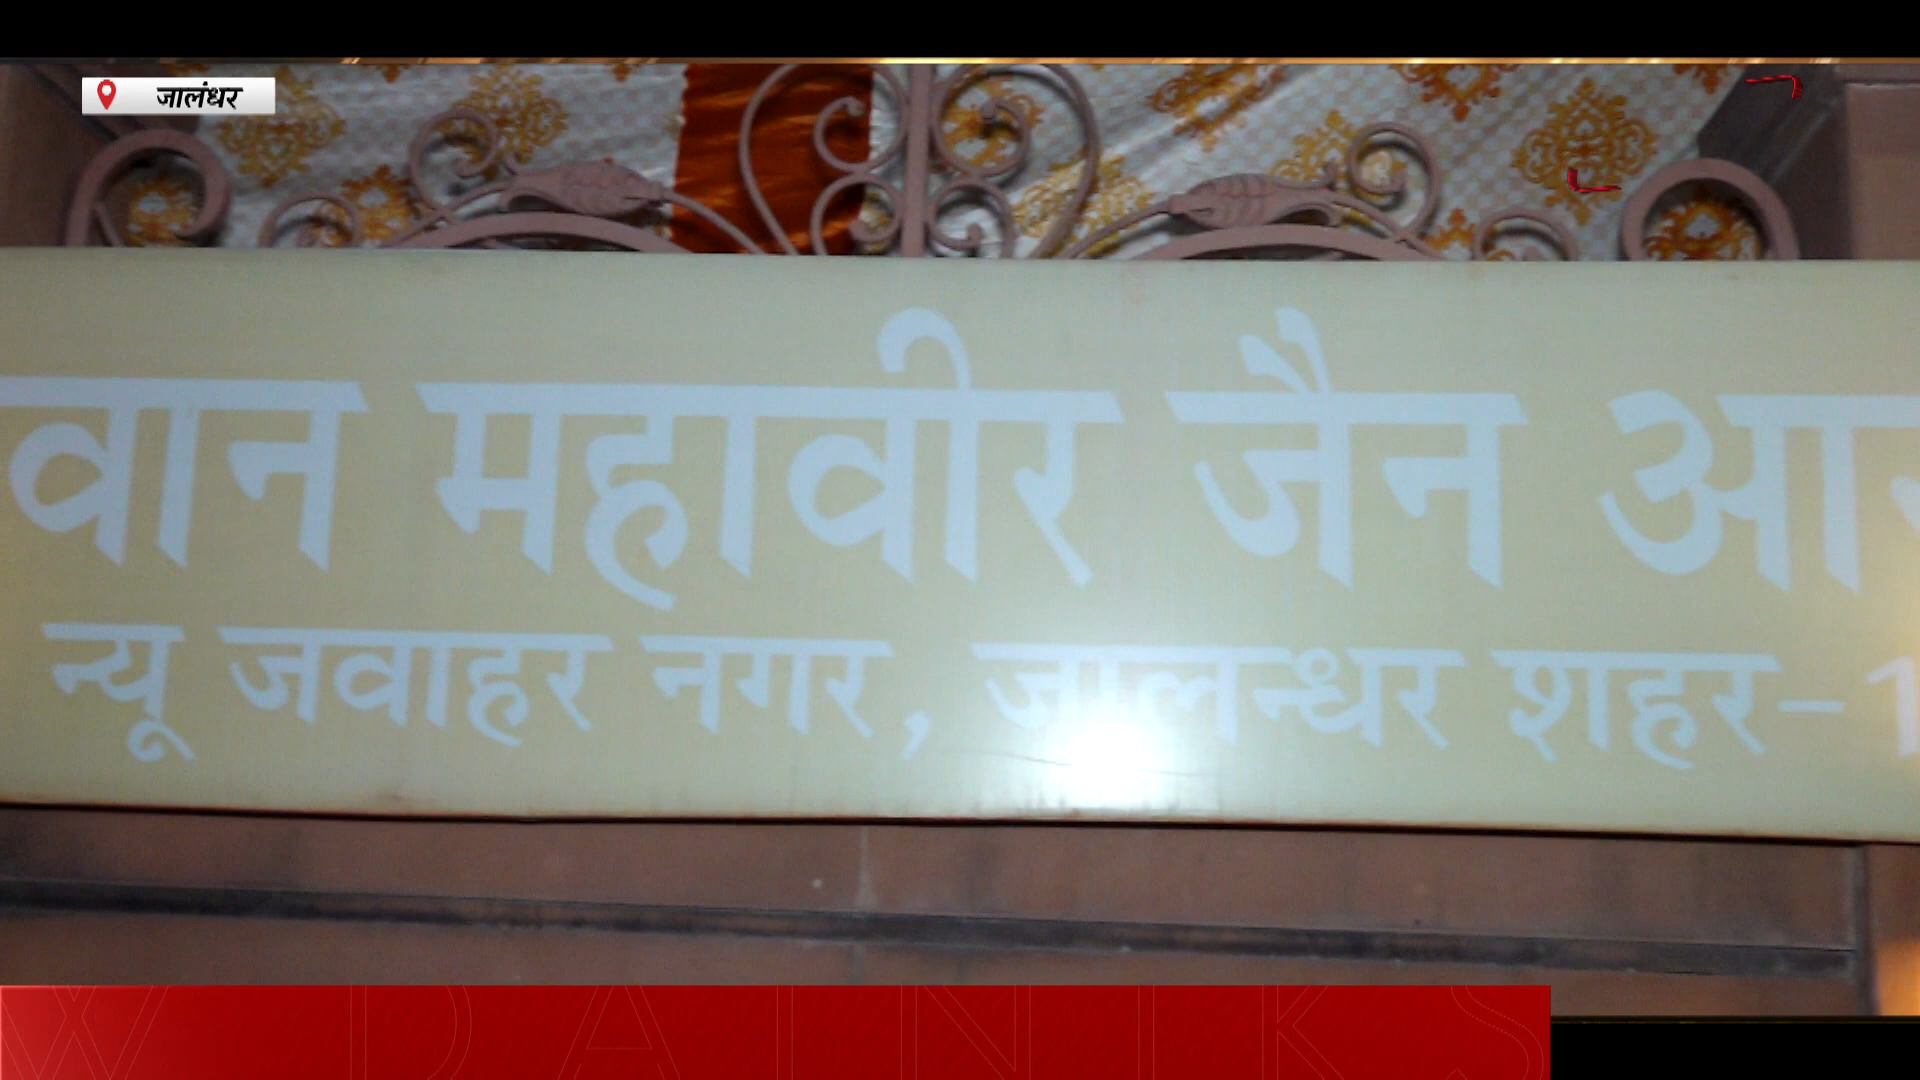 जालंधर
वान महावीर जैन आ
न्यू जवाहर नगर, जालन्धर शहर-1